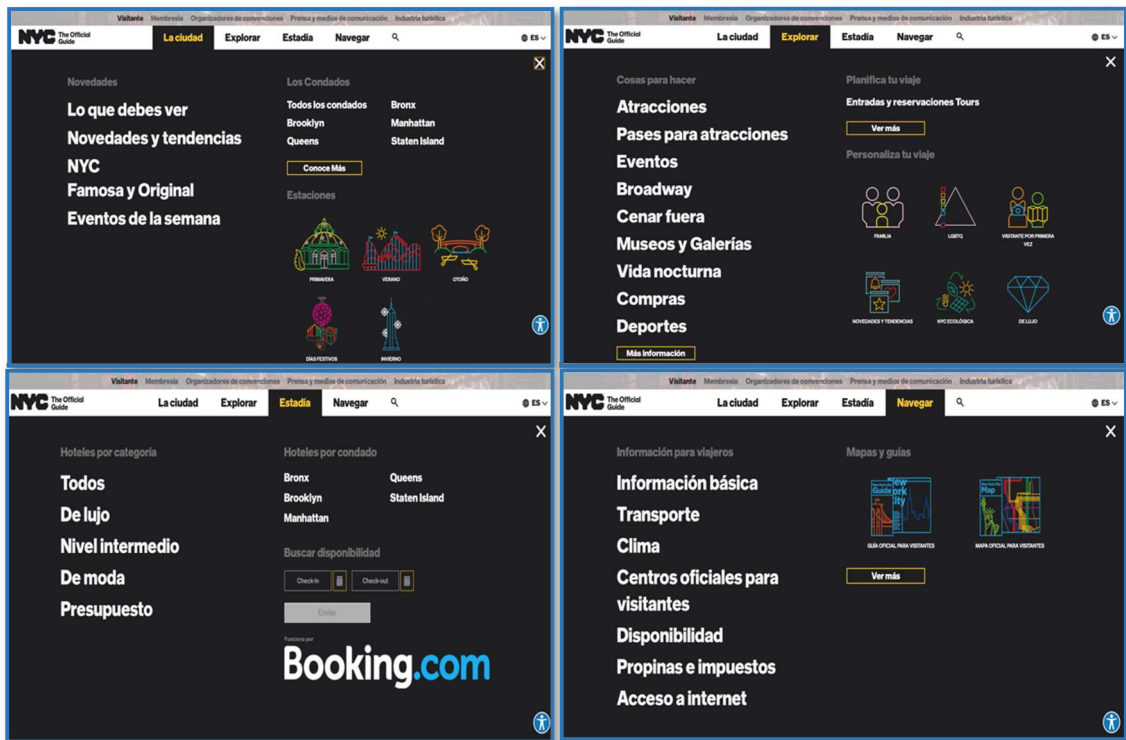 Visitante Membresía Organizadores de convenciones Prensa y medios de comunicación Industria turística
NYC The Official Guide
La ciudad Explorar Estadía Navegar ES
Novedades
Lo que debes ver
Novedades y tendencias
NYC
Famosa y Original
Eventos de la semana
Los Condados
Todos los condados Bronx
Brooklyn Manhattan
Queens Staten Island
Conoce Más
Estaciones
PRIMAVERA VERANO OTOÑO
DÍAS FESTIVOS INVIERNO
Visitante Membresía Organizadores de convenciones Prensa y medios de comunicación Industria turística
NYC The Official Guide
La ciudad Explorar Estadía Navegar ES
Cosas para hacer
Atracciones
Pases para atracciones
Eventos
Broadway
Cenar fuera
Museos y Galerías
Vida nocturna
Compras
Deportes
Más información
Planifica tu viaje
Entradas y reservaciones Tours
Ver más
Personaliza tu viaje
FAMILIA LGBTQ VISITANTE POR PRIMERA VEZ
NOVEDADES Y TENDENCIAS NYC ECOLÓGICA DE LUJO
Visitante Membresía Organizadores de convenciones Prensa y medios de comunicación Industria turística
NYC The Official Guide
La ciudad Explorar Estadía Navegar ES
Hoteles por categoría
Todos
De lujo
Nivel intermedio
De moda
Presupuesto
Hoteles por condado
Bronx Queens
Brooklyn Staten Island
Manhattan
Buscar disponibilidad
Check-in Check-out
Enviar
Funciona por
Booking.com
Visitante Membresía Organizadores de convenciones Prensa y medios de comunicación Industria turística
NYC The Official Guide
La ciudad Explorar Estadía Navegar ES
Información para viajeros
Información básica
Transporte
Clima
Centros oficiales para
visitantes
Disponibilidad
Propinas e impuestos
Acceso a internet
Mapas y guías
Guide New York City
Map
GUÍA OFICIAL PARA VISITANTES MAPA OFICIAL PARA VISITANTES
Ver más